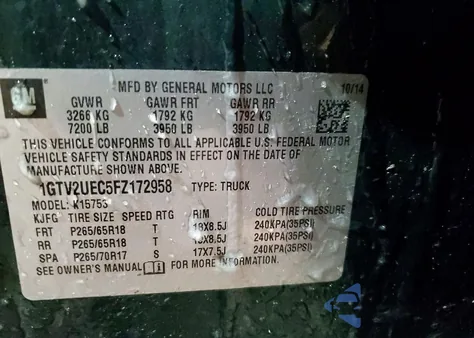 GM
MFD BY GENERAL MOTORS LLC 10/14
GVWR GAWR FRT GAWR RR
3266 KG 1792 KG 1792 KG
7200 LB 3950 LB 3950 LB
THIS VEHICLE CONFORMS TO ALL APPLICABLE U.S. FEDERAL MOTOR
VEHICLE SAFETY STANDARDS IN EFFECT ON THE DATE OF
MANUFACTURE SHOWN ABOVE.
1GTV2UEC5FZ172958 TYPE: TRUCK
MODEL: K15753
KJFG TIRE SIZE SPEED RTG RIM COLD TIRE PRESSURE
FRT P265/65R18 T 18X8.5J 240KPA(35PSI)
RR P265/65R18 T 18X8.5J 240KPA(35PSI)
SPA P265/70R17 S 17X7.5J 240KPA(35PSI)
SEE OWNER'S MANUAL FOR MORE INFORMATION.